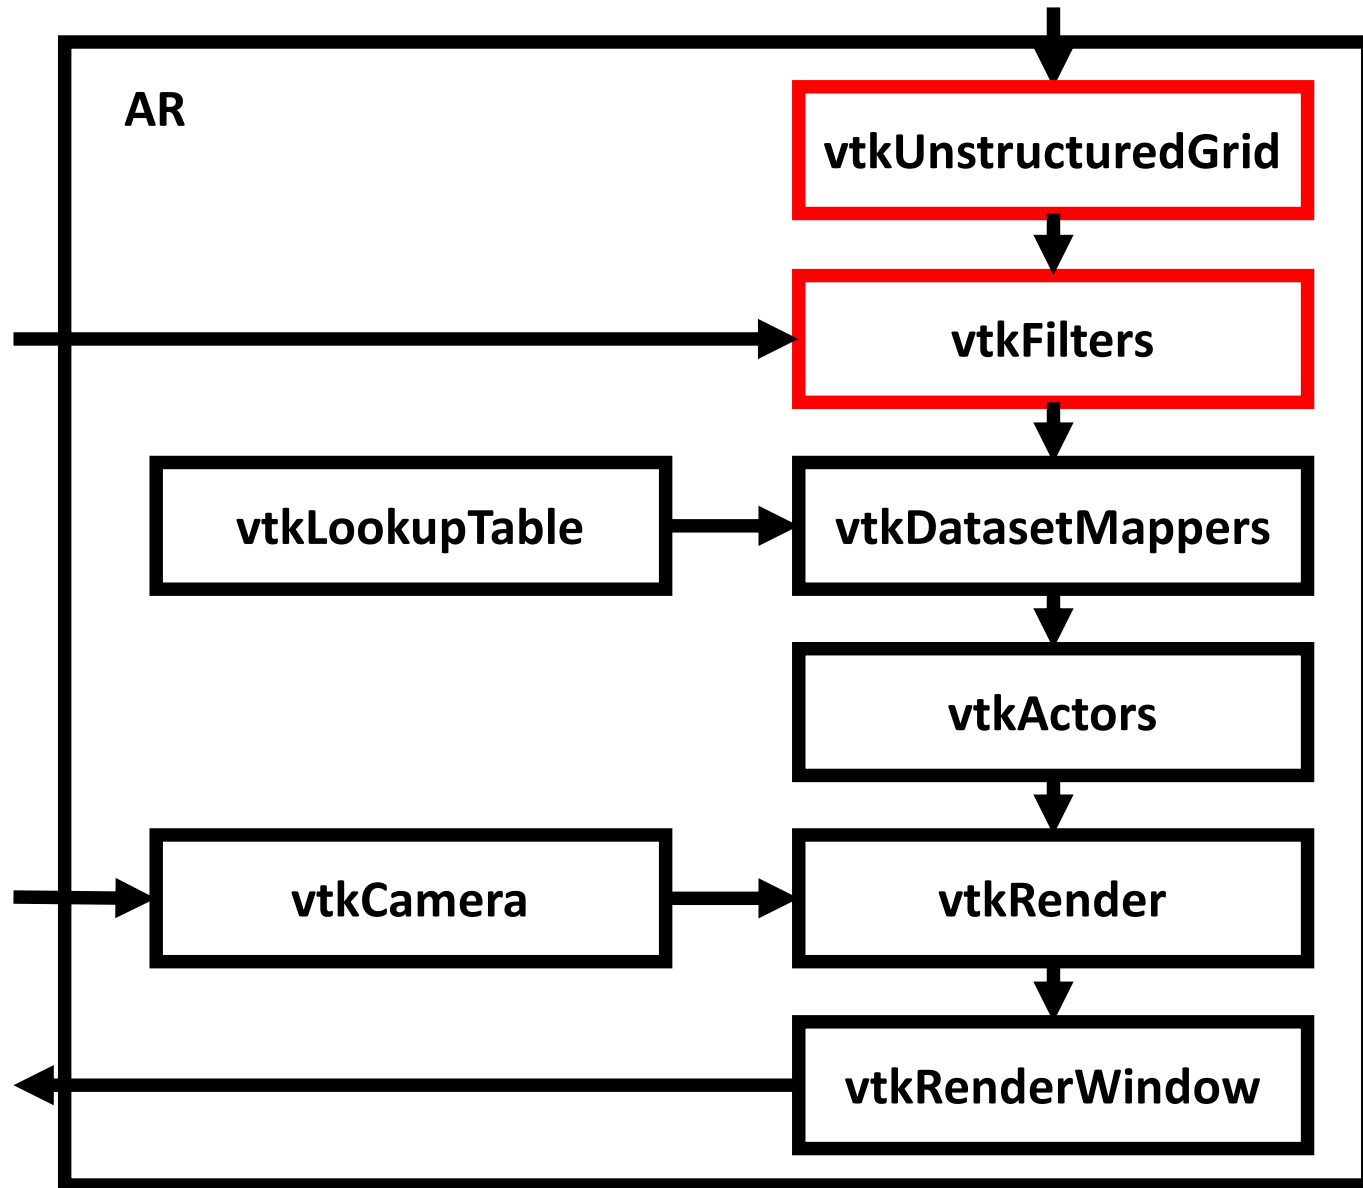 AR
vtkUnstructuredGrid
vtkFilters
vtkLookupTable
vtkDatasetMappers
vtkActors
vtkCamera
vtkRender
vtkRenderWindow